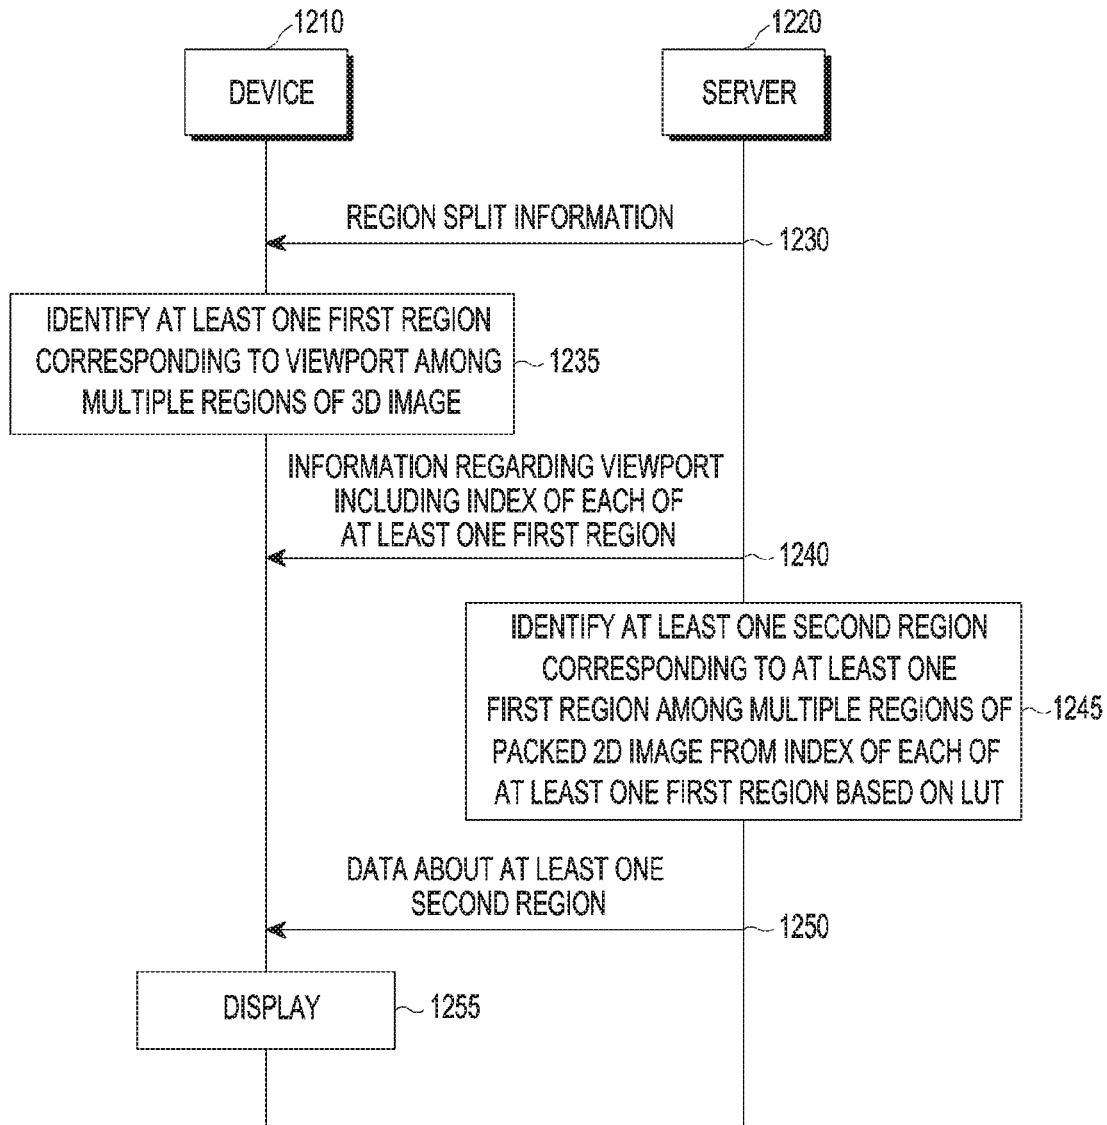 1210
1220
DEVICE
SERVER
REGION SPLIT INFORMATION
1230
IDENTIFY AT LEAST ONE FIRST REGION
CORRESPONDING TO VIEWPORT AMONG
MULTIPLE REGIONS OF 3D IMAGE
1235
INFORMATION REGARDING VIEWPORT
INCLUDING INDEX OF EACH OF
AT LEAST ONE FIRST REGION
1240
IDENTIFY AT LEAST ONE SECOND REGION
CORRESPONDING TO AT LEAST ONE
FIRST REGION AMONG MULTIPLE REGIONS OF
PACKED 2D IMAGE FROM INDEX OF EACH OF
AT LEAST ONE FIRST REGION BASED ON LUT
1245
DATA ABOUT AT LEAST ONE
SECOND REGION
1250
DISPLAY
1255